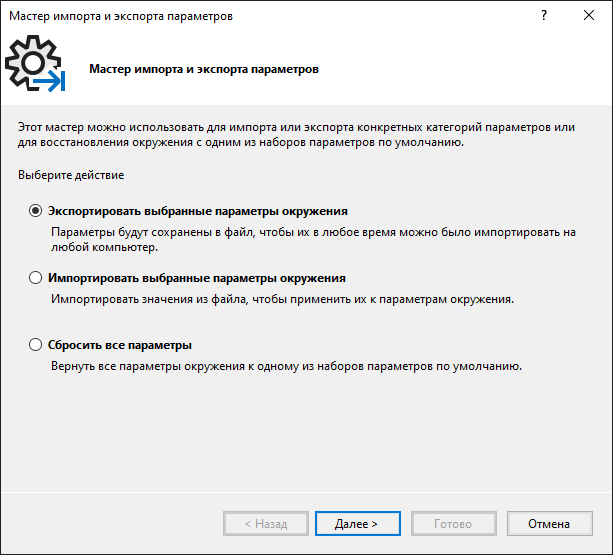 Мастер импорта и экспорта параметров
?
Мастер импорта и экспорта параметров
Этот мастер можно использовать для импорта или экспорта конкретных категорий параметров или
для восстановления окружения с одним из наборов параметров по умолчанию.
Выберите действие
Экспортировать выбранные параметры окружения
Параметры будут сохранены в файл, чтобы их в любое время можно было импортировать на
любой компьютер.
Импортировать выбранные параметры окружения
Импортировать значения из файла, чтобы применить их к параметрам окружения.
Сбросить все параметры
Вернуть все параметры окружения к одному из наборов параметров по умолчанию.
< Назад
Далее >
Готово
Отмена